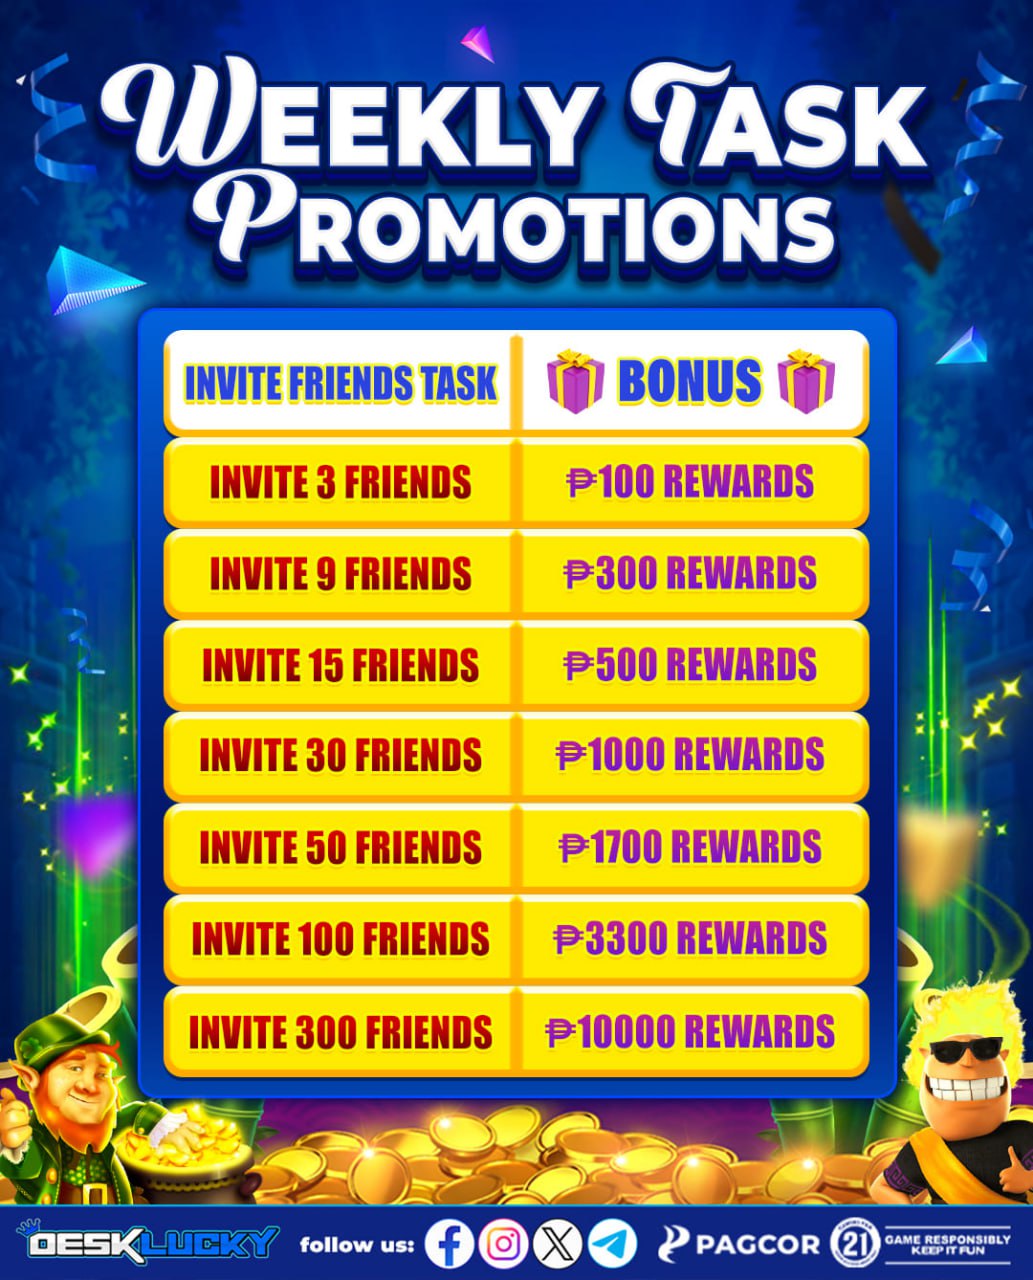 WEEKLY TASK
PROMOTIONS
INVITE FRIENDS TASK BONUS
INVITE 3 FRIENDS ₱100 REWARDS
INVITE 9 FRIENDS ₱300 REWARDS
INVITE 15 FRIENDS ₱500 REWARDS
INVITE 30 FRIENDS ₱1000 REWARDS
INVITE 50 FRIENDS ₱1700 REWARDS
INVITE 100 FRIENDS ₱3300 REWARDS
INVITE 300 FRIENDS ₱10000 REWARDS
DESKLUCKY follow us: PAGCOR 21 GAME RESPONSIBLY
KEEP IT FUN